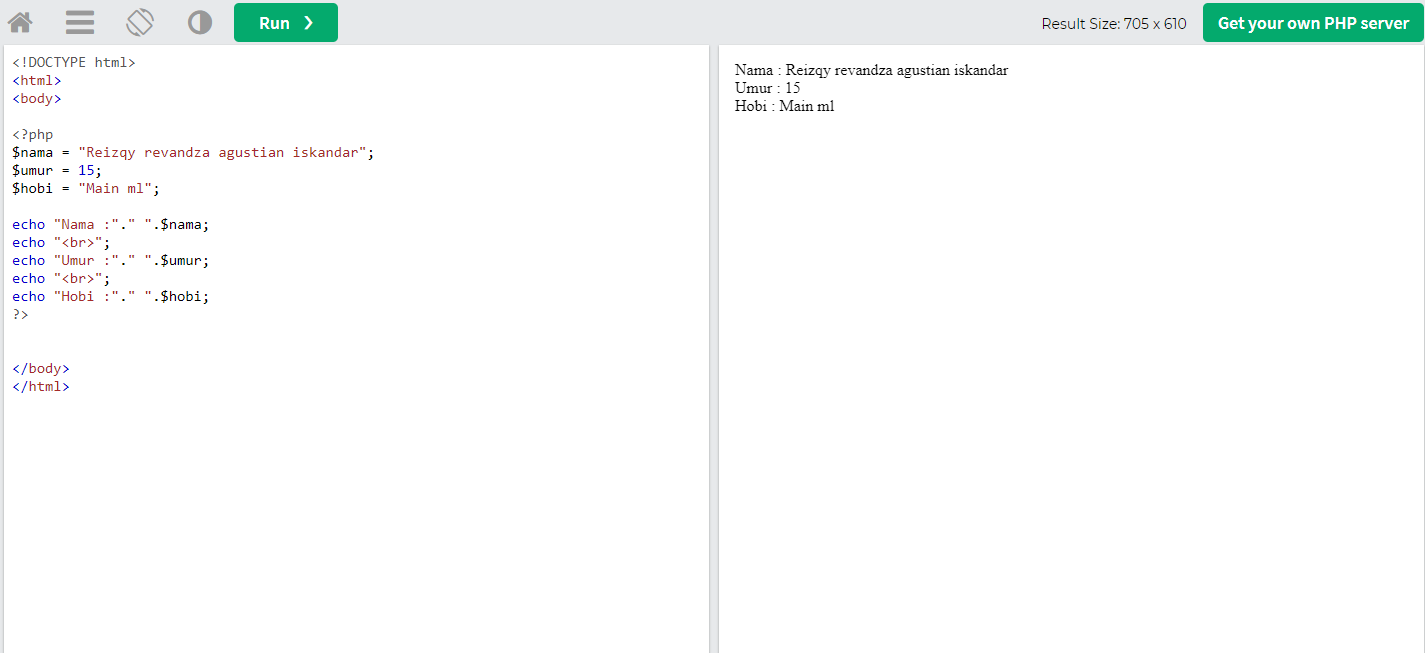 Run ❯
Result Size: 705 x 610
Get your own PHP server
<!DOCTYPE html>
<html>
<body>
<?php
$nama = "Reizqy revandza agustian iskandar";
$umur = 15;
$hobi = "Main ml";
echo "Nama :"." ".$nama;
echo "<br>";
echo "Umur :"." ".$umur;
echo "<br>";
echo "Hobi :"." ".$hobi;
?>
</body>
</html>
Nama : Reizqy revandza agustian iskandar
Umur : 15
Hobi : Main ml